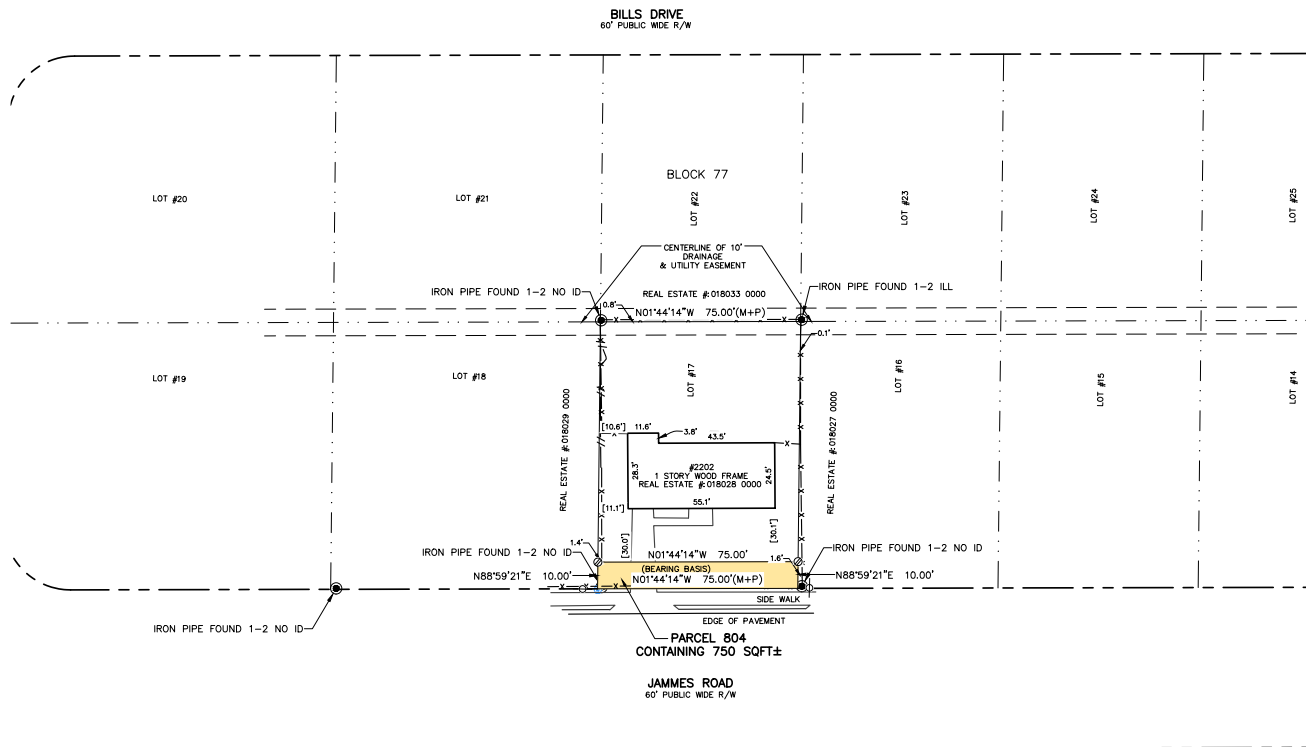 BILLS DRIVE
60' PUBLIC WIDE R/W
BLOCK 77
LOT #20
LOT #21
LOT #22
LOT #23
LOT #24
LOT #25
CENTERLINE OF 10'
DRAINAGE
& UTILITY EASEMENT
IRON PIPE FOUND 1-2 NO ID
REAL ESTATE #:018033 0000
IRON PIPE FOUND 1-2 ILL
0.8'
N01°44'14"W 75.00'(M+P)
0.1'
LOT #19
LOT #18
LOT #17
LOT #16
LOT #15
LOT #14
REAL ESTATE #:018029 0000
REAL ESTATE #:018027 0000
[10.6']
11.6'
3.8'
43.5'
28.3'
#2202
1 STORY WOOD FRAME
REAL ESTATE #:018028 0000
24.5'
55.1'
[11.1']
[30.0']
[30.1']
1.4'
IRON PIPE FOUND 1-2 NO ID
N01°44'14"W 75.00'
1.6'
IRON PIPE FOUND 1-2 NO ID
(BEARING BASIS)
N88°59'21"E 10.00'
N01°44'14"W 75.00'(M+P)
N88°59'21"E 10.00'
SIDE WALK
EDGE OF PAVEMENT
IRON PIPE FOUND 1-2 NO ID
PARCEL 804
CONTAINING 750 SQFT±
JAMMES ROAD
60' PUBLIC WIDE R/W